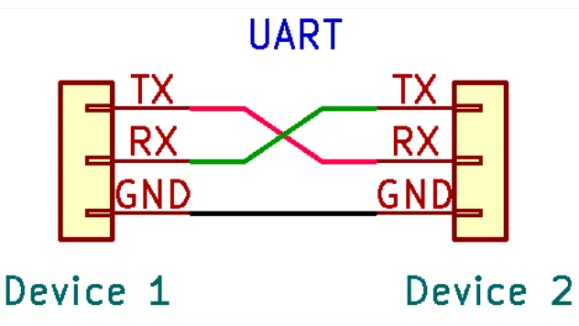 UART
TX TX
RX RX
GND GND
Device 1 Device 2